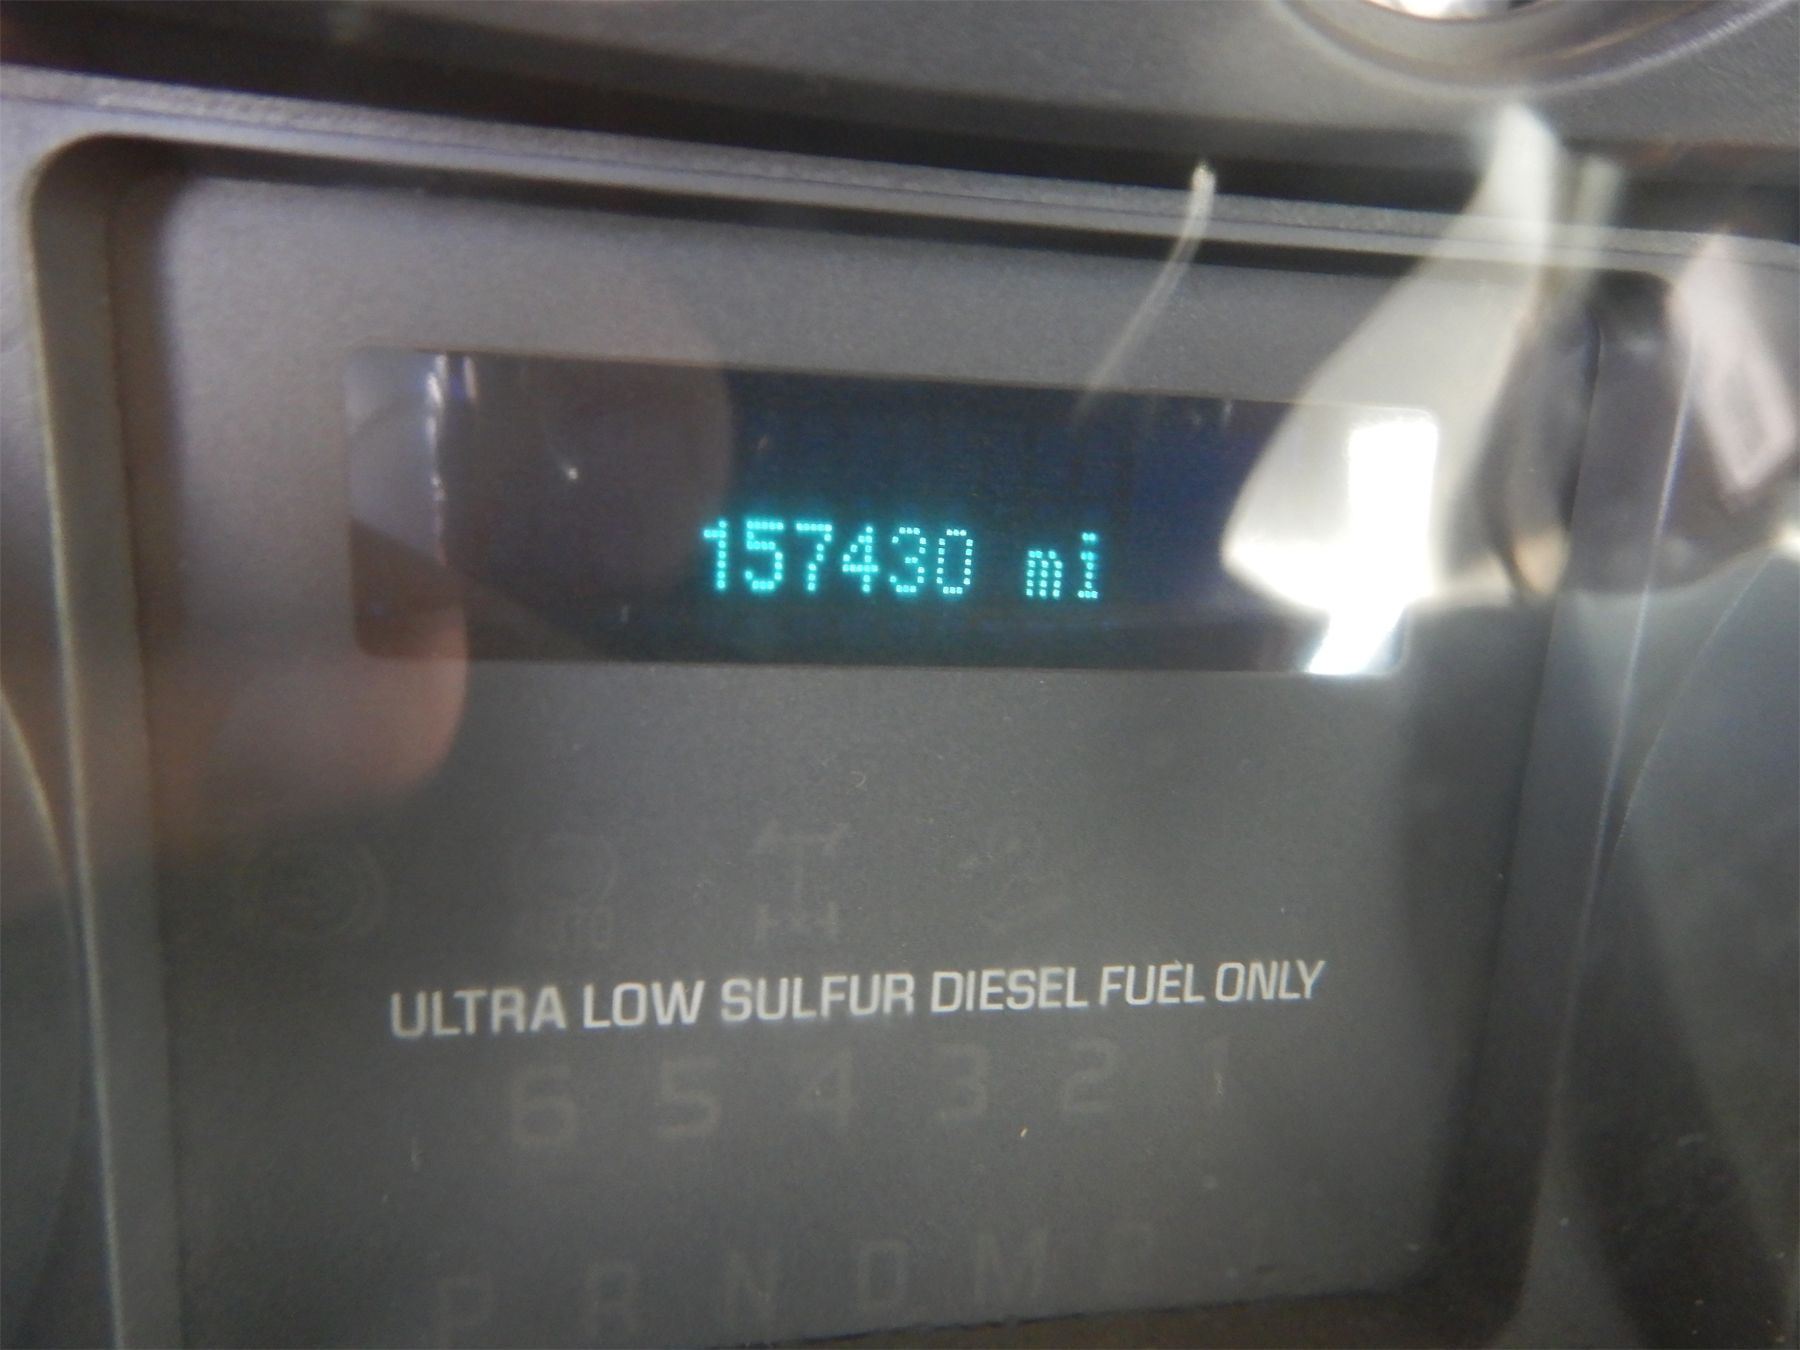 157430 mi
ULTRA LOW SULFUR DIESEL FUEL ONLY
6 5 4 3 2 1
P R N D M